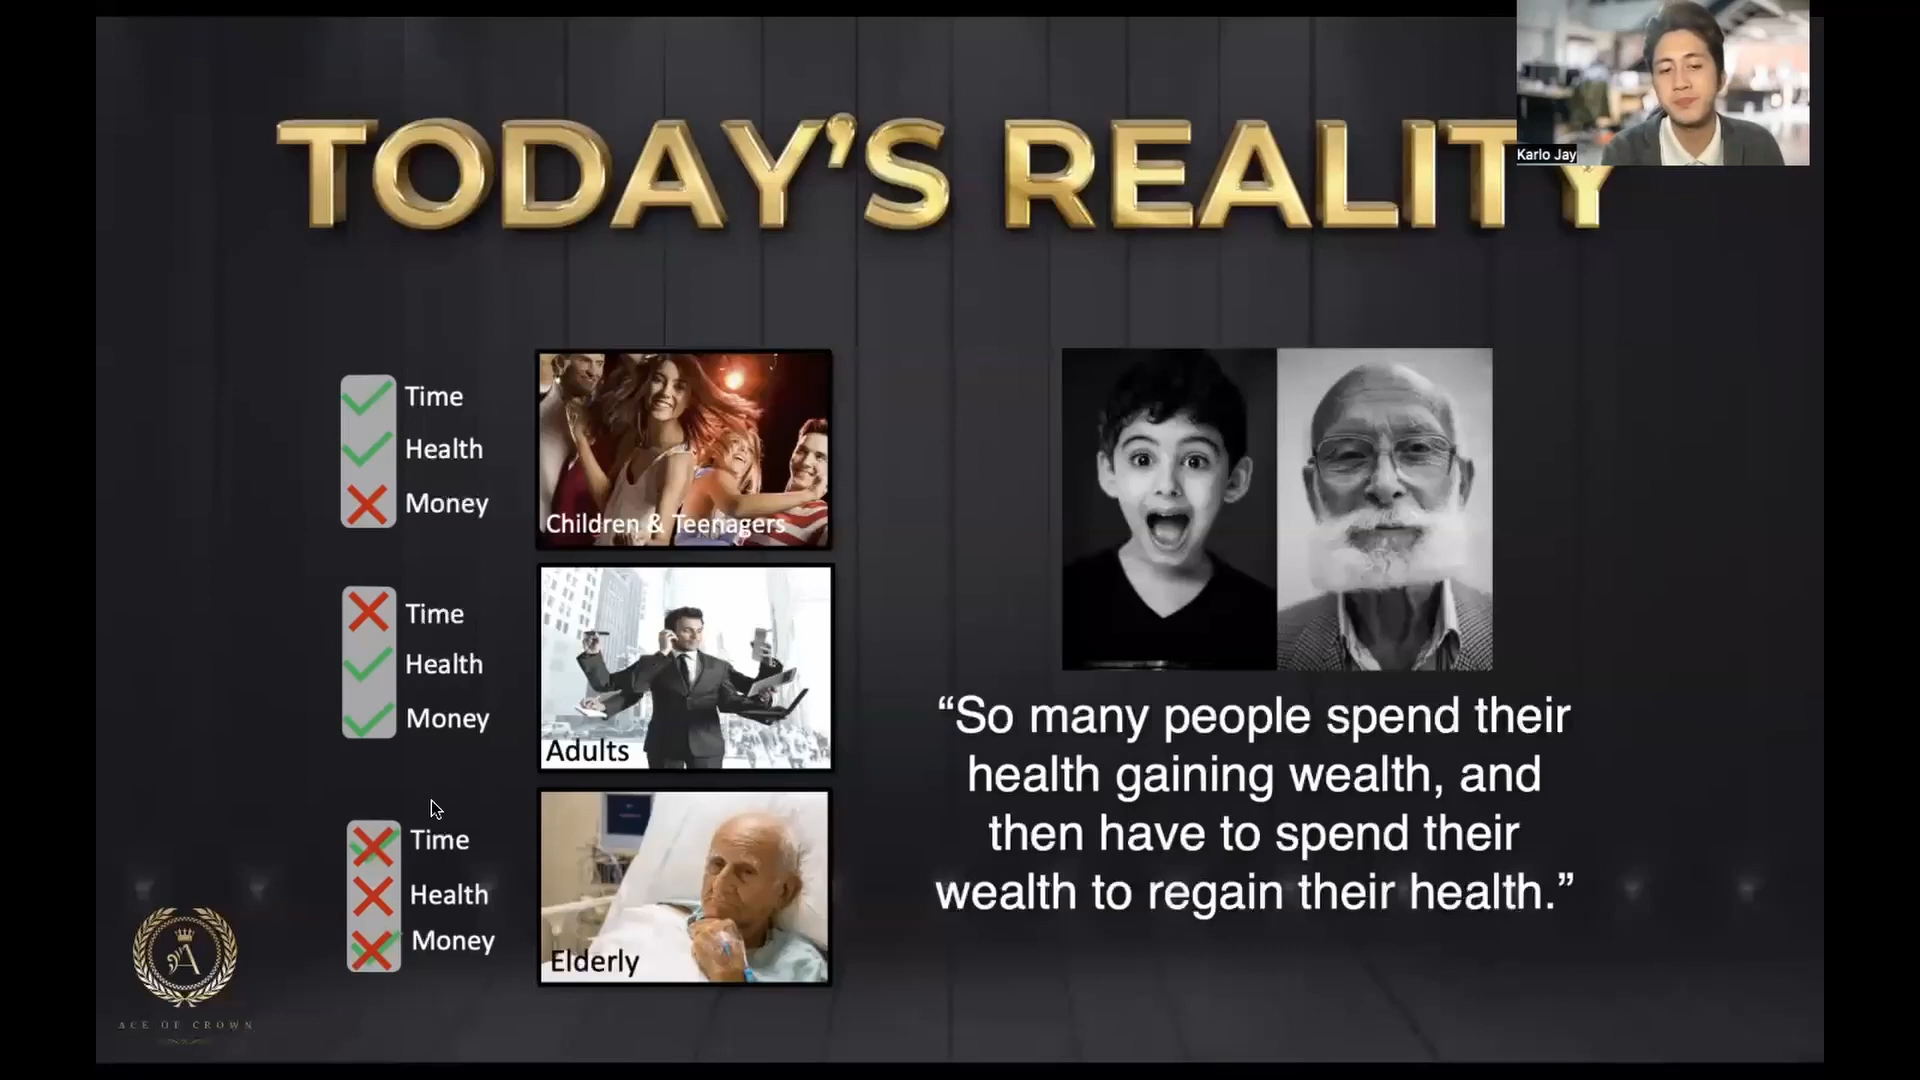 TODAY'S REALITY
Karlo Jay
Time
Health
Money
Children & Teenagers
Time
Health
Money
Adults
Time
Health
Money
Elderly
“So many people spend their
health gaining wealth, and
then have to spend their
wealth to regain their health.”
A
ACE OF CROWN